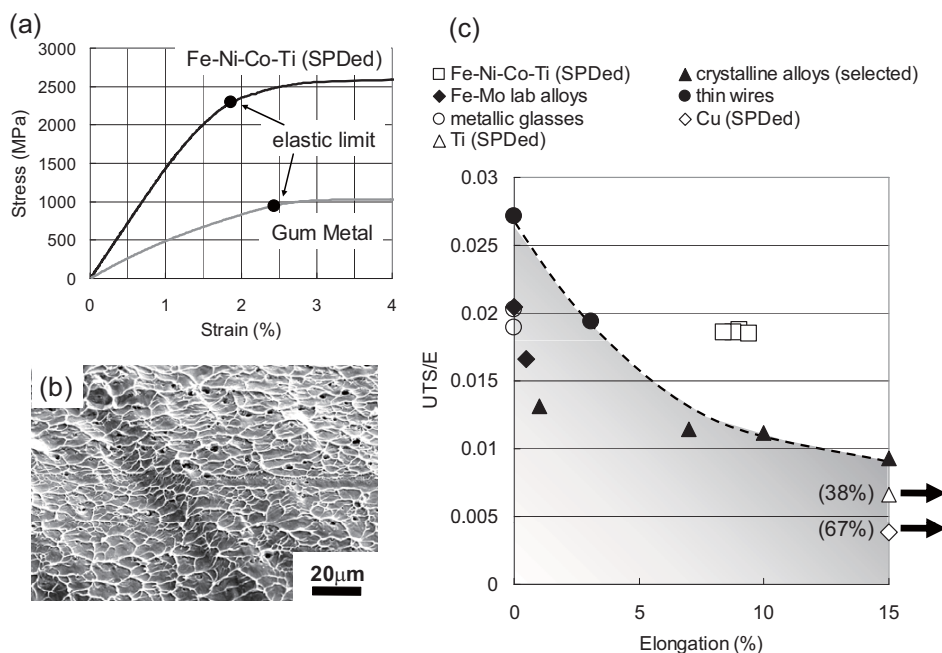 (a)
Fe-Ni-Co-Ti (SPDed)
elastic limit
Gum Metal
Stress (MPa)
3000
2500
2000
1500
1000
500
0
0 1 2 3 4
Strain (%)
(b)
20μm
(c)
Fe-Ni-Co-Ti (SPDed)
Fe-Mo lab alloys
metallic glasses
Ti (SPDed)
crystalline alloys (selected)
thin wires
Cu (SPDed)
UTS/E
0.03
0.025
0.02
0.015
0.01
0.005
0
(38%)
(67%)
0 5 10 15
Elongation (%)